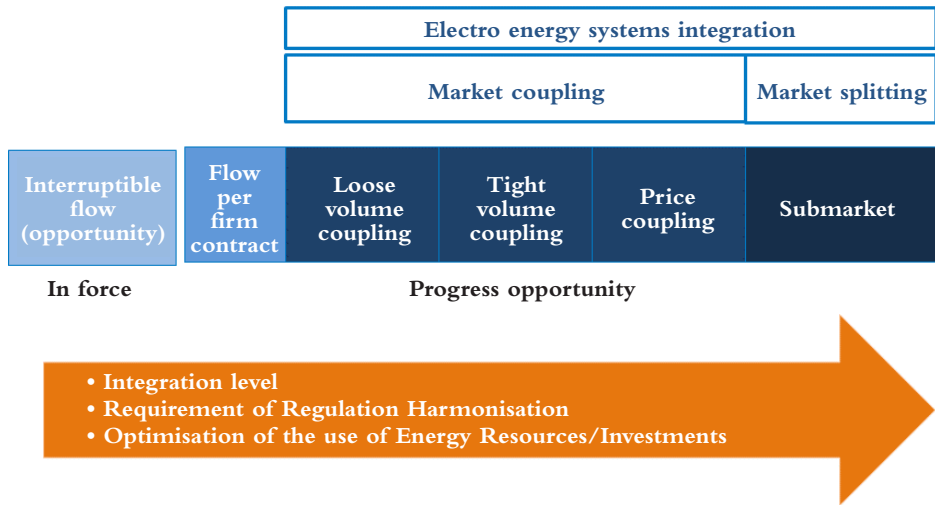 Electro energy systems integration
Market coupling
Market splitting
Interruptible
flow
(opportunity)
Flow
per
firm
contract
Loose
volume
coupling
Tight
volume
coupling
Price
coupling
Submarket
In force
Progress opportunity
• Integration level
• Requirement of Regulation Harmonisation
• Optimisation of the use of Energy Resources/Investments